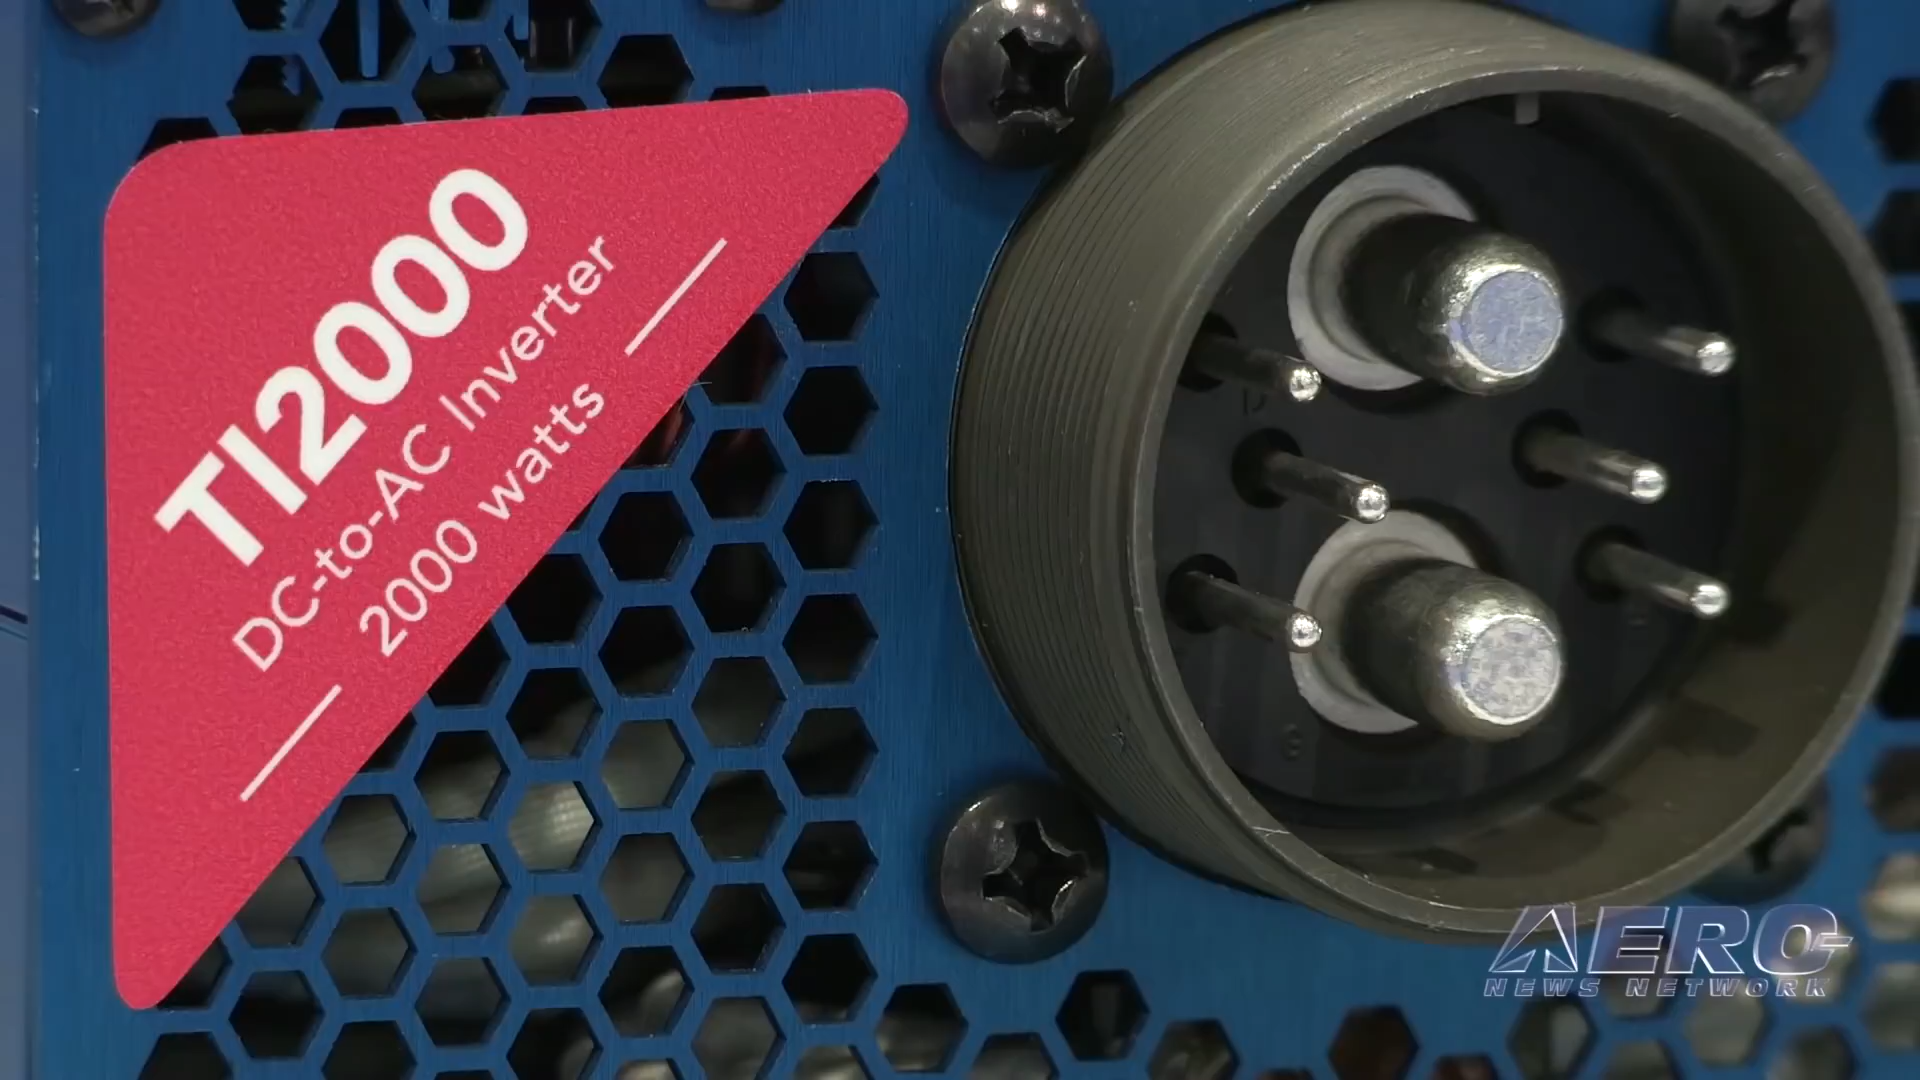 TI2000
DC-to-AC Inverter
2000 watts
AERO
NEWS NETWORK